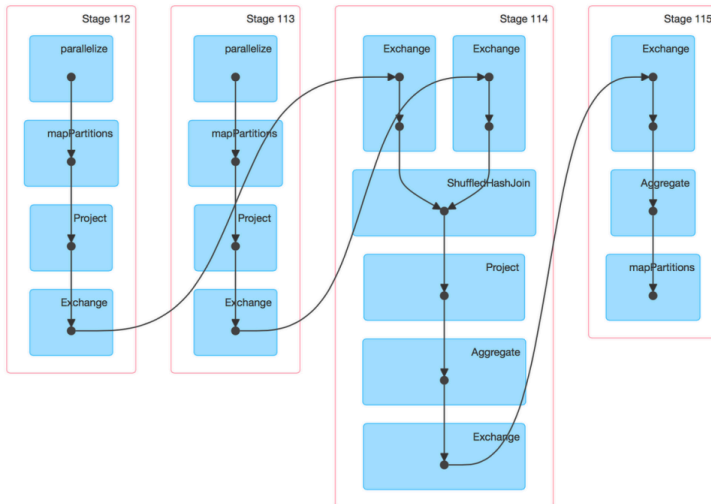 Stage 112
parallelize
mapPartitions
Project
Exchange
Stage 113
parallelize
mapPartitions
Project
Exchange
Stage 114
Exchange
Exchange
ShuffledHashJoin
Project
Aggregate
Exchange
Stage 115
Exchange
Aggregate
mapPartitions